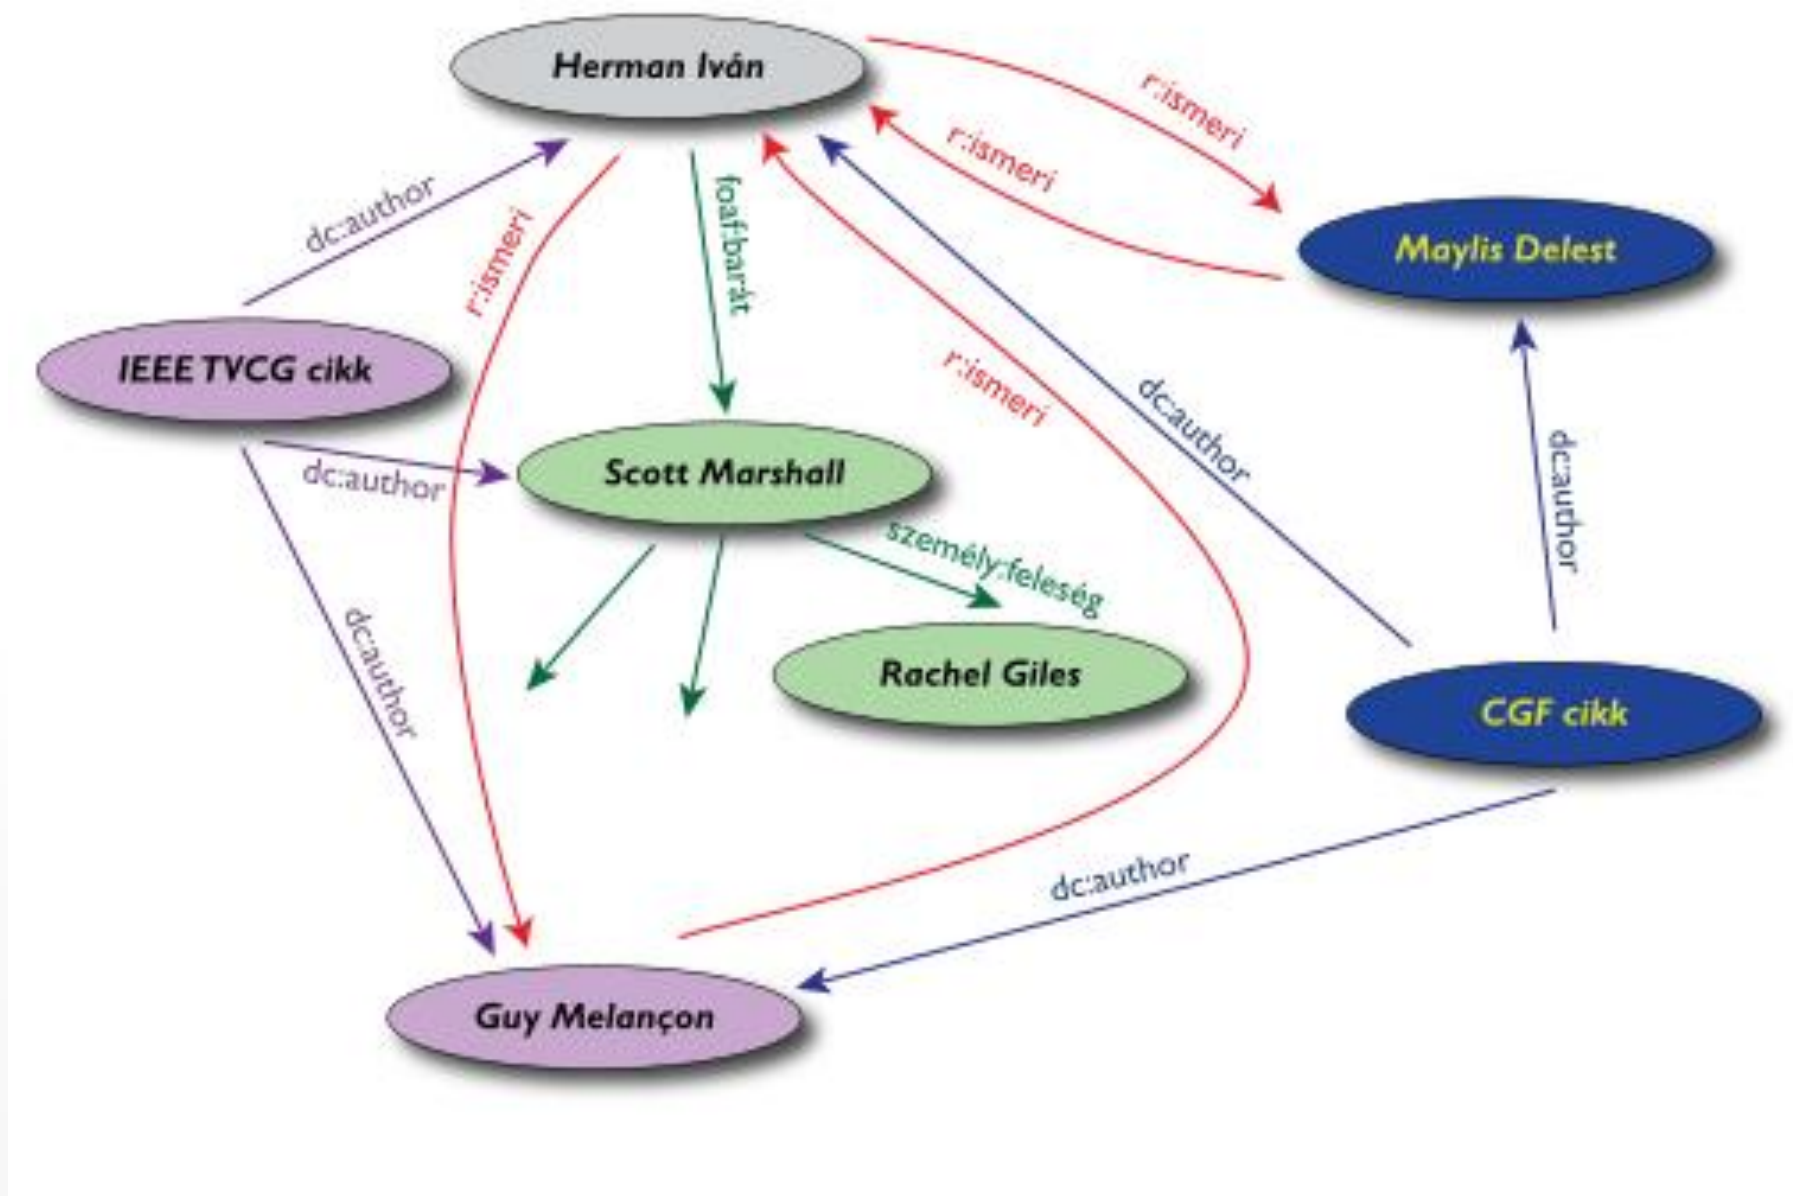 Herman Iván
r:ismeri
r:ismeri
dc:author
foaf:barát
r:ismeri
Maylis Delest
IEEE TVCG cikk
r:ismeri
dc:author
dc:author
Scott Marshall
dc:author
személy:feleség
dc:author
Rachel Giles
CGF cikk
dc:author
Guy Melançon